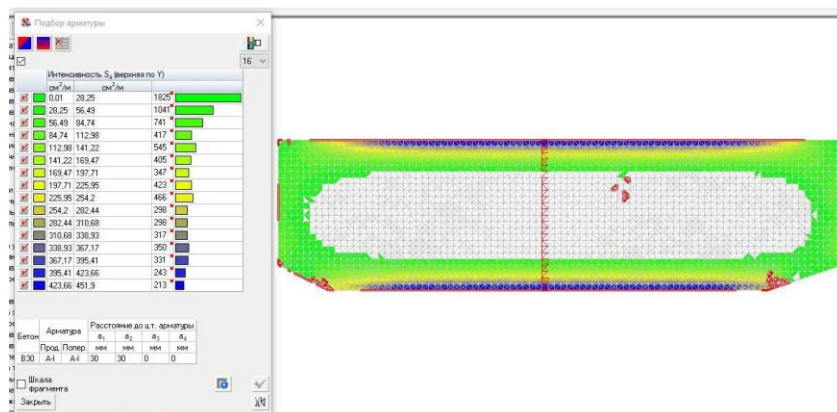 Подбор арматуры
16
Интенсивность S₄ (верхняя по Y)
см²/м см²/м
0,01 28,25 1825
28,25 56,49 1041
56,49 84,74 741
84,74 112,98 417
112,98 141,22 545
141,22 169,47 405
169,47 197,71 347
197,71 225,95 423
225,95 254,2 466
254,2 282,44 298
282,44 310,68 298
310,68 338,93 317
338,93 367,17 350
367,17 395,41 331
395,41 423,66 243
423,66 451,9 213
Бетон Арматура Расстояние до ц.т. арматуры
a₁ a₂ a₃ a₄
Прод. Попер. мм мм мм мм
B30 A-I A-I 30 30 0 0
Шкала
фрагмента
Закрыть